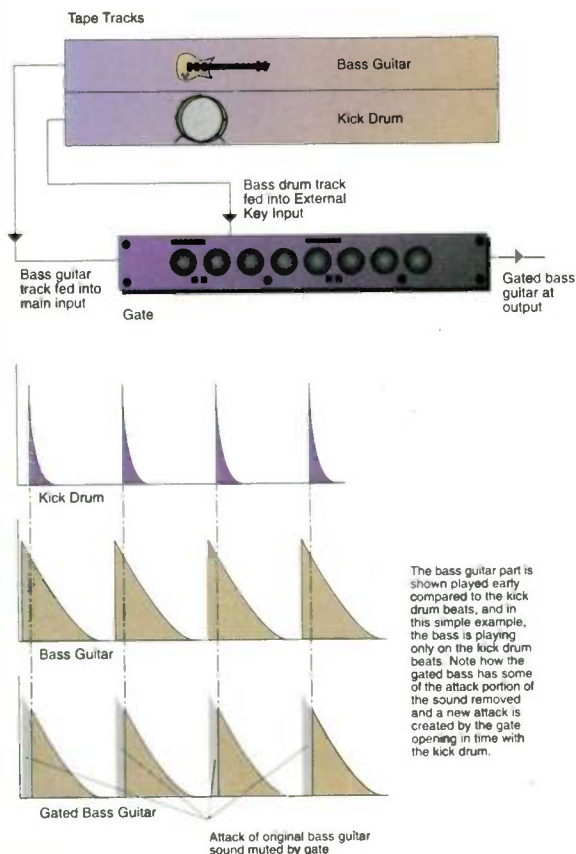 Tape Tracks
Bass Guitar
Kick Drum
Bass drum track
fed into External
Key Input
Bass guitar
track fed into
main input
Gate
Gated bass
guitar at
output
Kick Drum
Bass Guitar
The bass guitar part is
shown played early
compared to the kick
drum beats, and in
this simple example,
the bass is playing
only on the kick drum
beats. Note how the
gated bass has some
of the attack portion of
the sound removed
and a new attack is
created by the gate
opening in time with
the kick drum.
Gated Bass Guitar
Attack of original bass guitar
sound muted by gate